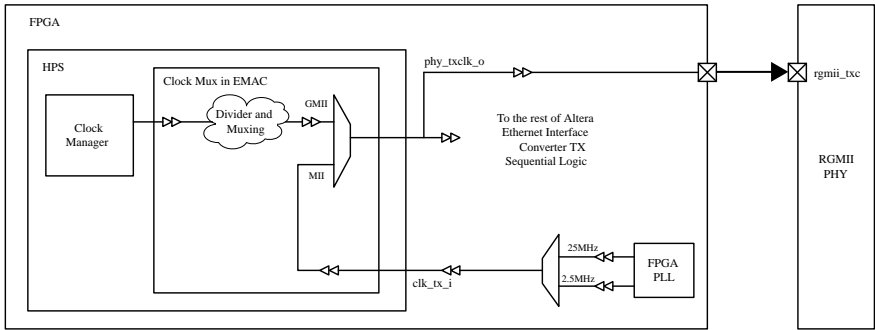 FPGA
HPS
Clock Mux in EMAC
Clock
Manager
Divider and
Muxing
GMII
MII
phy_txclk_o
rgmii_txc
To the rest of Altera
Ethernet Interface
Converter TX
Sequential Logic
RGMII
PHY
clk_tx_i
25MHz
2.5MHz
FPGA
PLL